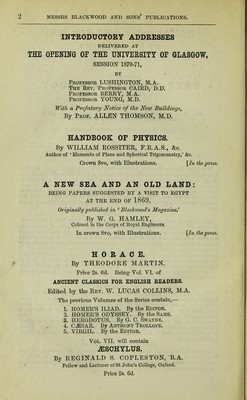 2 MESSRS BLACKWOOD AND SONS' PUBLICATIONS.
INTRODUCTORY ADDRESSES
DELIVERED AT
THE OPENING OF THE UNIVERSITY OF GLASGOW,
SESSION 1870-71,
BY
PROFESSOR LUSHINGTON, M.A.
THE REV. PROFESSOR CAIRD, D.D.
PROFESSOR BERRY, M.A.
PROFESSOR YOUNG, M.D.
With a Prefatory Notice of the New Buildings,
By PROF. ALLEN THOMSON, M.D.
HANDBOOK OF PHYSICS.
By WILLIAM ROSSITER, F.R.A.S., &c.
Author of 'Elements of Plane and Spherical Trigonometry,' &c.
Crown 8vo, with Illustrations. [In the press.
A NEW SEA AND AN OLD LAND:
BEING PAPERS SUGGESTED BY A VISIT TO EGYPT
AT THE END OF 1869.
Originally published in 'Blackwood's Magazine.'
By W. G. HAMLEY,
Colonel in the Corps of Royal Engineers.
In crown 8vo, with Illustrations. [In the press.
HORACE.
By THEODORE MARTIN.
Price 2s. 6d. Being Vol. VI. of
ANCIENT CLASSICS FOR ENGLISH READERS.
Edited by the REV. W. LUCAS COLLINS, M.A.
The previous Volumes of the Series contain,—
1. HOMER'S ILIAD. By the EDITOR.
2. HOMER'S ODYSSEY. By the SAME.
3. HERODOTUS. By G. C. SWAYNE.
4. CÆSAR. By ANTHONY TROLLOPE.
5. VIRGIL. By the EDITOR.
Vol. VII. will contain
ÆSCHYLUS.
By REGINALD S. COPLESTON, B.A.
Fellow and Lecturer of St John's College, Oxford.
Price 2s. 6d.